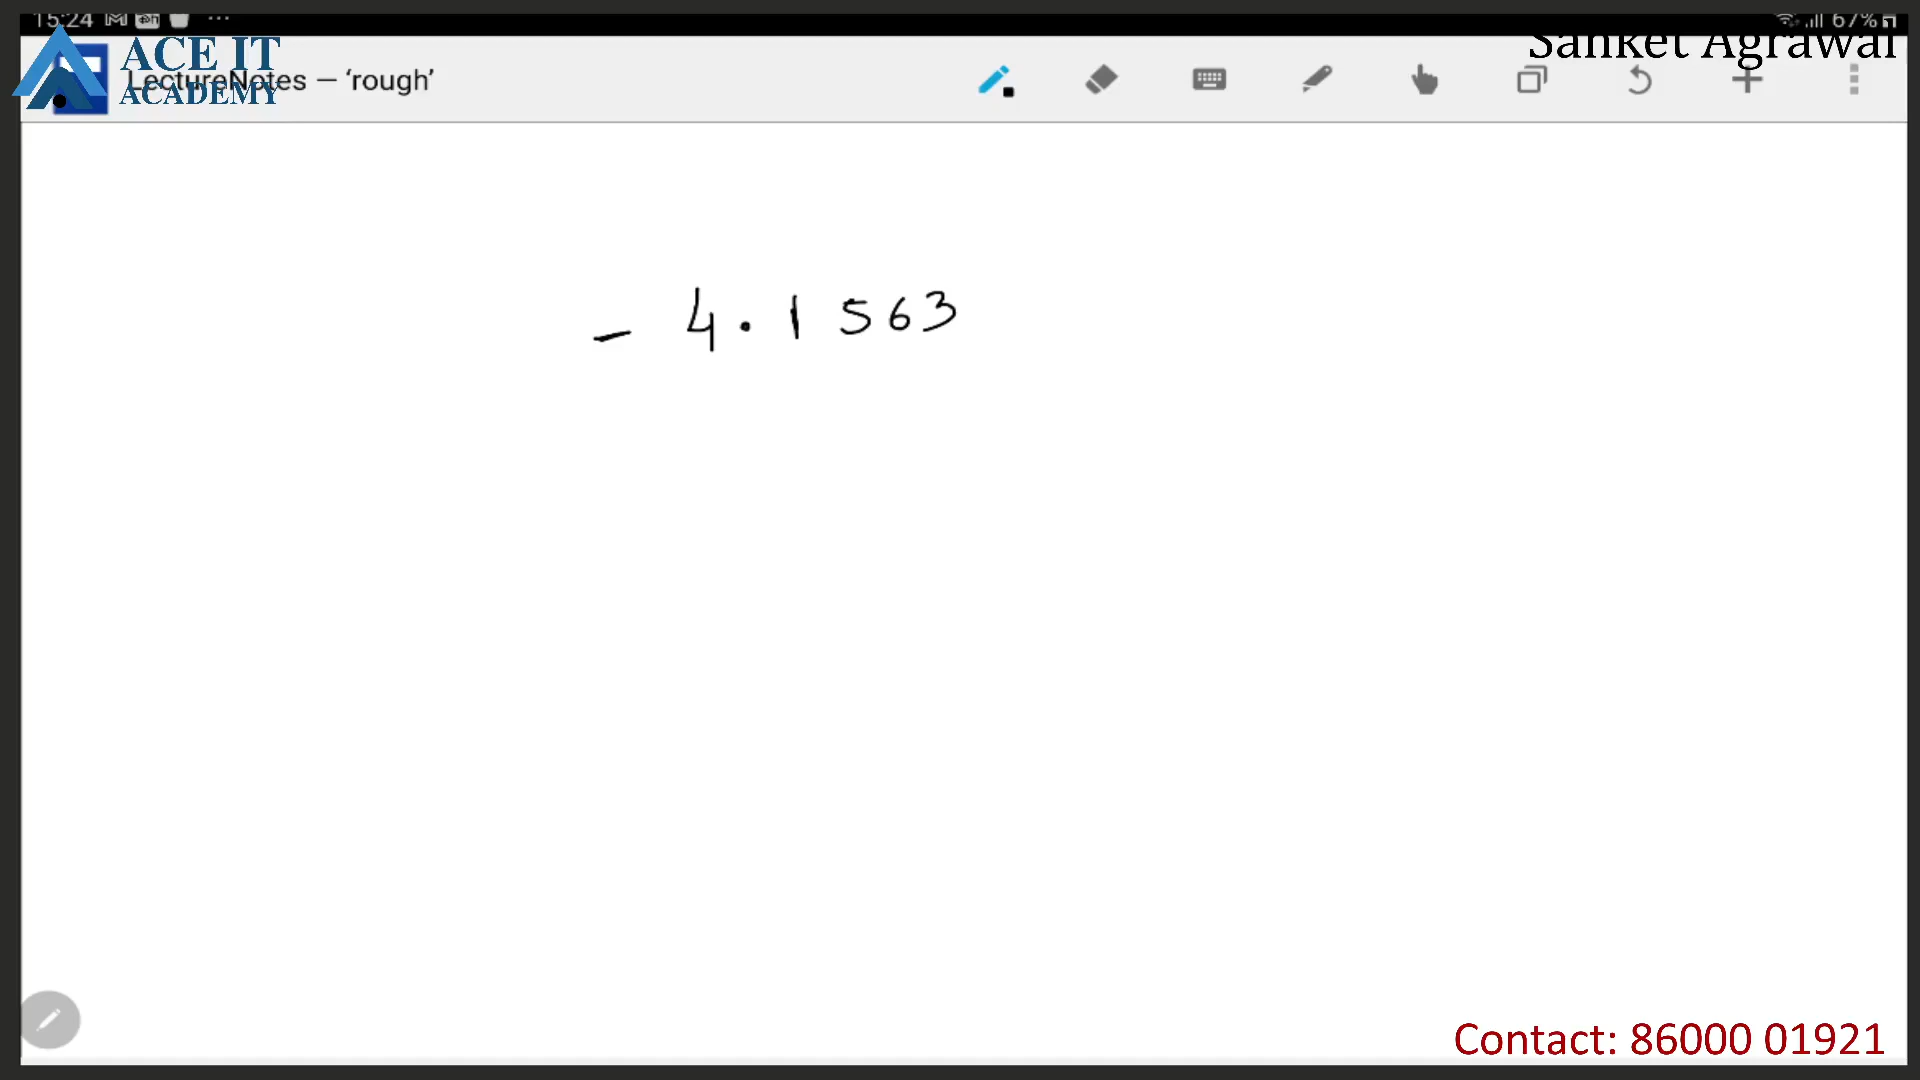 15:24 ... 67%
ACE IT
ACADEMY
LectureNotes – ‘rough’
Sanket Agrawal
- 4.1563
Contact: 86000 01921